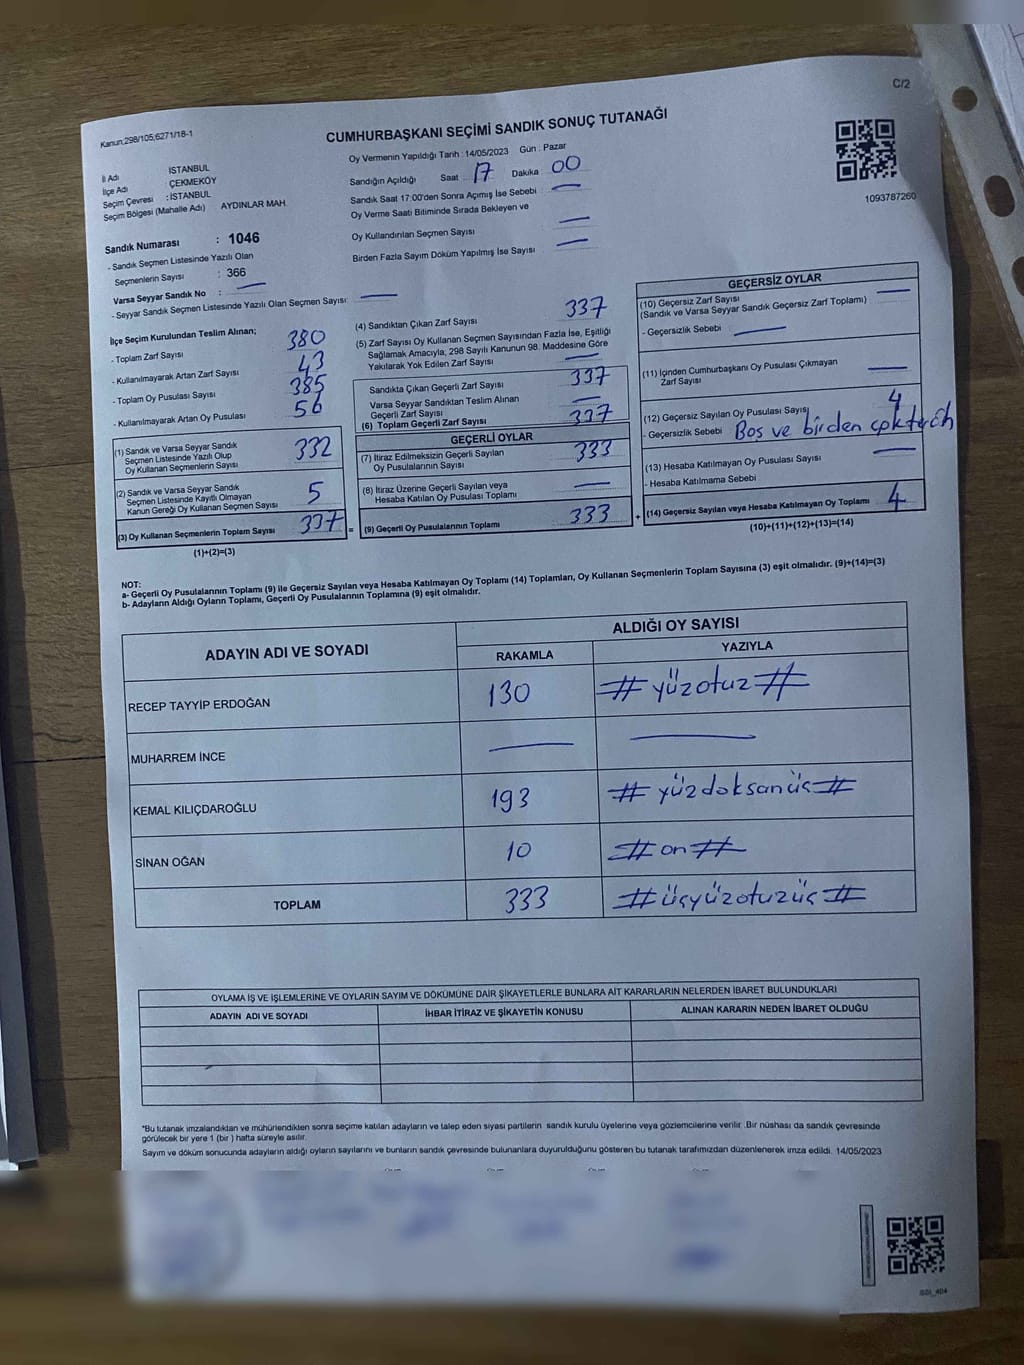 C/2
Kanun;298/105;6271/18-1
CUMHURBAŞKANI SEÇİMİ SANDIK SONUÇ TUTANAĞI
Oy Vermenin Yapıldığı Tarih : 14/05/2023 Gün : Pazar
İl Adı İSTANBUL
İlçe Adı ÇEKMEKÖY
Seçim Çevresi : İSTANBUL
Seçim Bölgesi (Mahalle Adı) AYDINLAR MAH.
Sandığın Açıldığı Saat 17 Dakika 00
Sandık Saat 17:00'den Sonra Açımış İse Sebebi —
Oy Verme Saati Bitiminde Sırada Bekleyen ve
Oy Kullandırılan Seçmen Sayısı —
Birden Fazla Sayım Döküm Yapılmış İse Sayısı —
1093787260
Sandık Numarası : 1046
- Sandık Seçmen Listesinde Yazılı Olan
Seçmenlerin Sayısı : 366
Varsa Seyyar Sandık No : —
- Seyyar Sandık Seçmen Listesinde Yazılı Olan Seçmen Sayısı: —
İlçe Seçim Kurulundan Teslim Alınan;
- Toplam Zarf Sayısı 380
- Kullanılmayarak Artan Zarf Sayısı 43
- Toplam Oy Pusulası Sayısı 385
- Kullanılmayarak Artan Oy Pusulası 56
(1) Sandık ve Varsa Seyyar Sandık
Seçmen Listesinde Yazılı Olup
Oy Kullanan Seçmenlerin Sayısı 332
(2) Sandık ve Varsa Seyyar Sandık
Seçmen Listesinde Kayıtlı Olmayan
Kanun Gereği Oy Kullanan Seçmen Sayısı 5
(3) Oy Kullanan Seçmenlerin Toplam Sayısı 337
(1)+(2)=(3)
(4) Sandıktan Çıkan Zarf Sayısı 337
(5) Zarf Sayısı Oy Kullanan Seçmen Sayısından Fazla İse, Eşitliği
Sağlamak Amacıyla, 298 Sayılı Kanunun 98. Maddesine Göre
Yakılarak Yok Edilen Zarf Sayısı —
Sandıkta Çıkan Geçerli Zarf Sayısı 337
Varsa Seyyar Sandıktan Teslim Alınan
Geçerli Zarf Sayısı —
(6) Toplam Geçerli Zarf Sayısı 337
GEÇERLİ OYLAR
(7) İtiraz Edilmeksizin Geçerli Sayılan
Oy Pusulalarının Sayısı 333
(8) İtiraz Üzerine Geçerli Sayılan veya
Hesaba Katılan Oy Pusulası Toplamı —
= (9) Geçerli Oy Pusulalarının Toplamı 333
GEÇERSİZ OYLAR
(10) Geçersiz Zarf Sayısı —
(Sandık ve Varsa Seyyar Sandık Geçersiz Zarf Toplamı)
- Geçersizlik Sebebi —
(11) İçinden Cumhurbaşkanı Oy Pusulası Çıkmayan
Zarf Sayısı —
(12) Geçersiz Sayılan Oy Pusulası Sayısı 4
- Geçersizlik Sebebi Boş ve birden çok tercih
(13) Hesaba Katılmayan Oy Pusulası Sayısı —
- Hesaba Katılmama Sebebi
+ (14) Geçersiz Sayılan veya Hesaba Katılmayan Oy Toplamı 4
(10)+(11)+(12)+(13)=(14)
NOT:
a- Geçerli Oy Pusulalarının Toplamı (9) ile Geçersiz Sayılan veya Hesaba Katılmayan Oy Toplamı (14) Toplamları, Oy Kullanan Seçmenlerin Toplam Sayısına (3) eşit olmalıdır. (9)+(14)=(3)
b- Adayların Aldığı Oyların Toplamı, Geçerli Oy Pusulalarının Toplamına (9) eşit olmalıdır.
ADAYIN ADI VE SOYADI ALDIĞI OY SAYISI
RAKAMLA YAZIYLA
RECEP TAYYİP ERDOĞAN 130 # yüzotuz #
MUHARREM İNCE — —
KEMAL KILIÇDAROĞLU 193 # yüzdoksanüç #
SİNAN OĞAN 10 # on #
TOPLAM 333 # üçyüzotuzüç #
OYLAMA İŞ VE İŞLEMLERİNE VE OYLARIN SAYIM VE DÖKÜMÜNE DAİR ŞİKAYETLERLE BUNLARA AİT KARARLARIN NELERDEN İBARET BULUNDUKLARI
ADAYIN ADI VE SOYADI İHBAR İTİRAZ VE ŞİKAYETİN KONUSU ALINAN KARARIN NEDEN İBARET OLDUĞU
*Bu tutanak imzalandıktan ve mühürlendikten sonra seçime katılan adayların ve talep eden siyasi partilerin sandık kurulu üyelerine veya gözlemcilerine verilir .Bir nüshası da sandık çevresinde
görülecek bir yere 1 (bir ) hafta süreyle asılır.
Sayım ve döküm sonucunda adayların aldığı oyların sayılarını ve bunların sandık çevresinde bulunanlara duyurulduğunu gösteren bu tutanak tarafımızdan düzenlenerek imza edildi. 14/05/2023